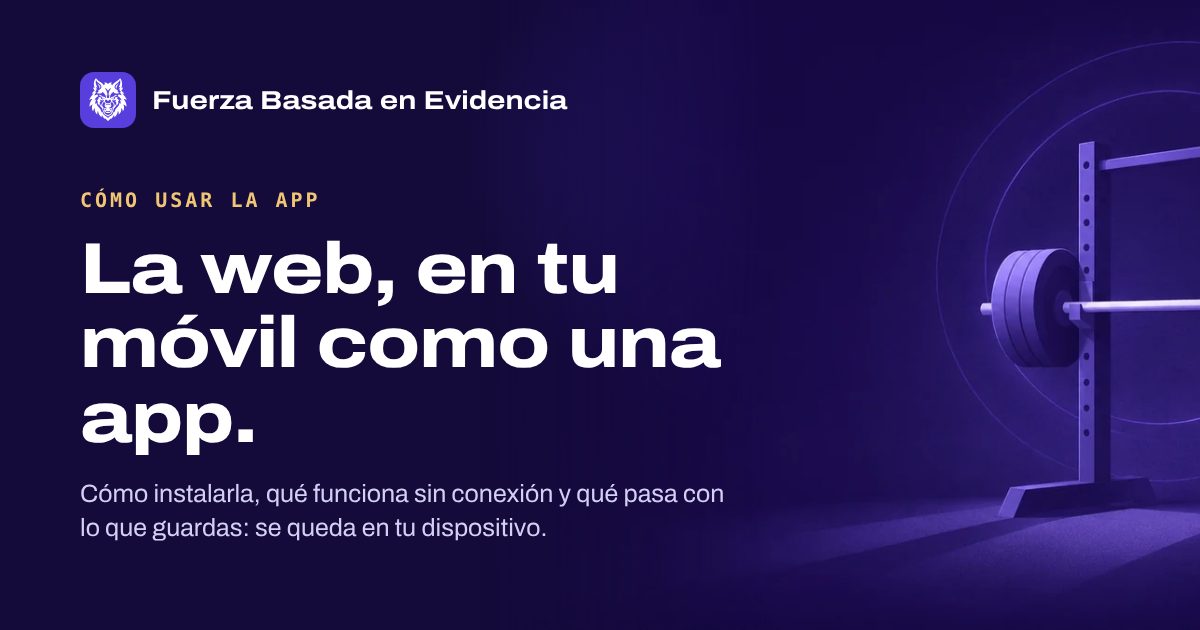 Fuerza Basada en Evidencia
CÓMO USAR LA APP
La web, en tu
móvil como una
app.
Cómo instalarla, qué funciona sin conexión y qué pasa con
lo que guardas: se queda en tu dispositivo.